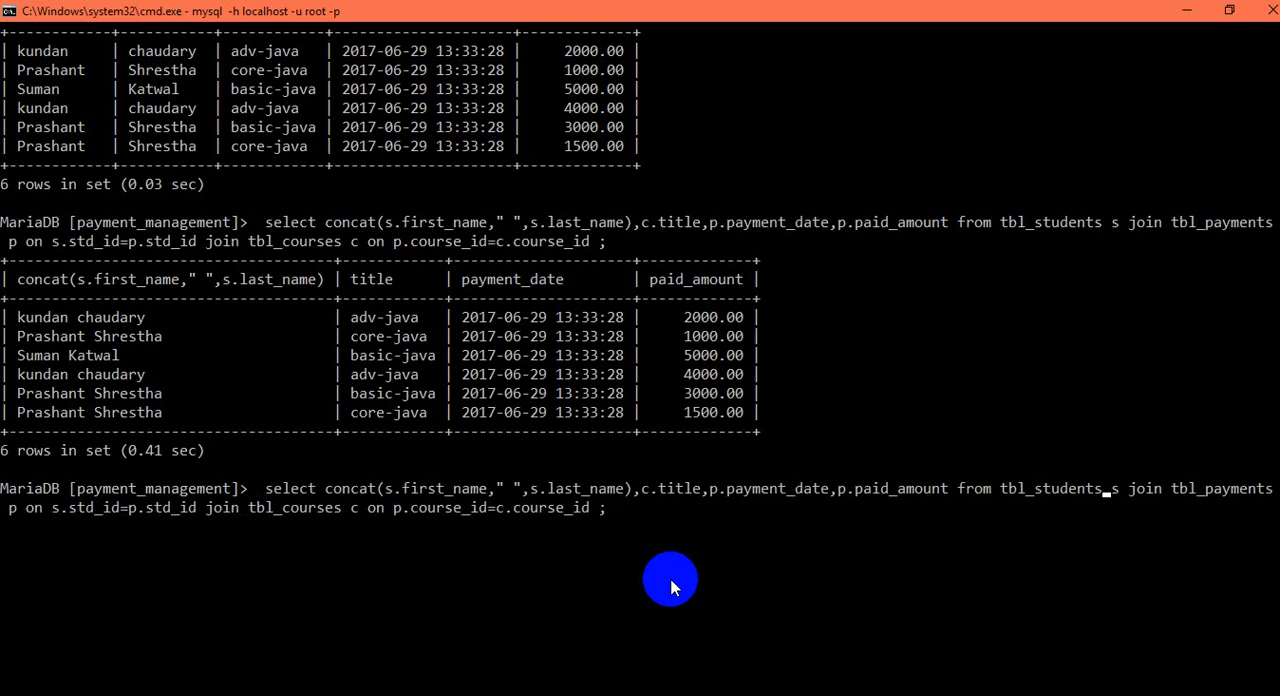 C:\Windows\system32\cmd.exe - mysql  -h localhost -u root -p
+------------+-----------+------------+---------------------+-------------+
| kundan     | chaudary  | adv-java   | 2017-06-29 13:33:28 |     2000.00 |
| Prashant   | Shrestha  | core-java  | 2017-06-29 13:33:28 |     1000.00 |
| Suman      | Katwal    | basic-java | 2017-06-29 13:33:28 |     5000.00 |
| kundan     | chaudary  | adv-java   | 2017-06-29 13:33:28 |     4000.00 |
| Prashant   | Shrestha  | basic-java | 2017-06-29 13:33:28 |     3000.00 |
| Prashant   | Shrestha  | core-java  | 2017-06-29 13:33:28 |     1500.00 |
+------------+-----------+------------+---------------------+-------------+
6 rows in set (0.03 sec)
MariaDB [payment_management]>  select concat(s.first_name," ",s.last_name),c.title,p.payment_date,p.paid_amount from tbl_students s join tbl_payments
 p on s.std_id=p.std_id join tbl_courses c on p.course_id=c.course_id ;
+--------------------------------------+------------+---------------------+-------------+
| concat(s.first_name," ",s.last_name) | title      | payment_date        | paid_amount |
+--------------------------------------+------------+---------------------+-------------+
| kundan chaudary                      | adv-java   | 2017-06-29 13:33:28 |     2000.00 |
| Prashant Shrestha                    | core-java  | 2017-06-29 13:33:28 |     1000.00 |
| Suman Katwal                         | basic-java | 2017-06-29 13:33:28 |     5000.00 |
| kundan chaudary                      | adv-java   | 2017-06-29 13:33:28 |     4000.00 |
| Prashant Shrestha                    | basic-java | 2017-06-29 13:33:28 |     3000.00 |
| Prashant Shrestha                    | core-java  | 2017-06-29 13:33:28 |     1500.00 |
+--------------------------------------+------------+---------------------+-------------+
6 rows in set (0.41 sec)
MariaDB [payment_management]>  select concat(s.first_name," ",s.last_name),c.title,p.payment_date,p.paid_amount from tbl_students s join tbl_payments
 p on s.std_id=p.std_id join tbl_courses c on p.course_id=c.course_id ;